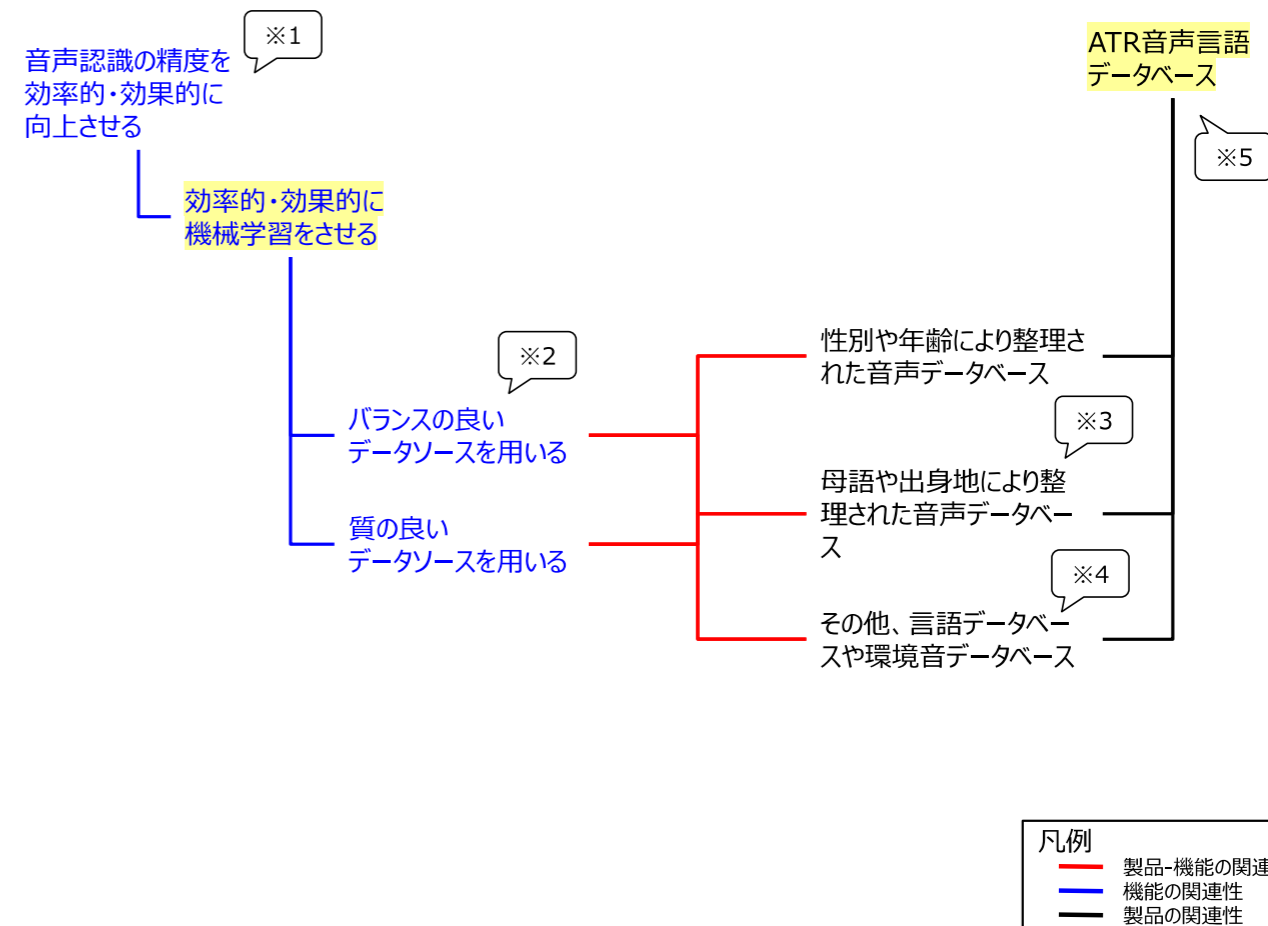 ※1
音声認識の精度を
効率的・効果的に
向上させる
ATR音声言語
データベース
※5
効率的・効果的に
機械学習をさせる
※2
性別や年齢により整理さ
れた音声データベース
バランスの良い
データソースを用いる
※3
母語や出身地により整
理された音声データベー
ス
質の良い
データソースを用いる
※4
その他、言語データベー
スや環境音データベース
凡例
製品-機能の関連
機能の関連性
製品の関連性